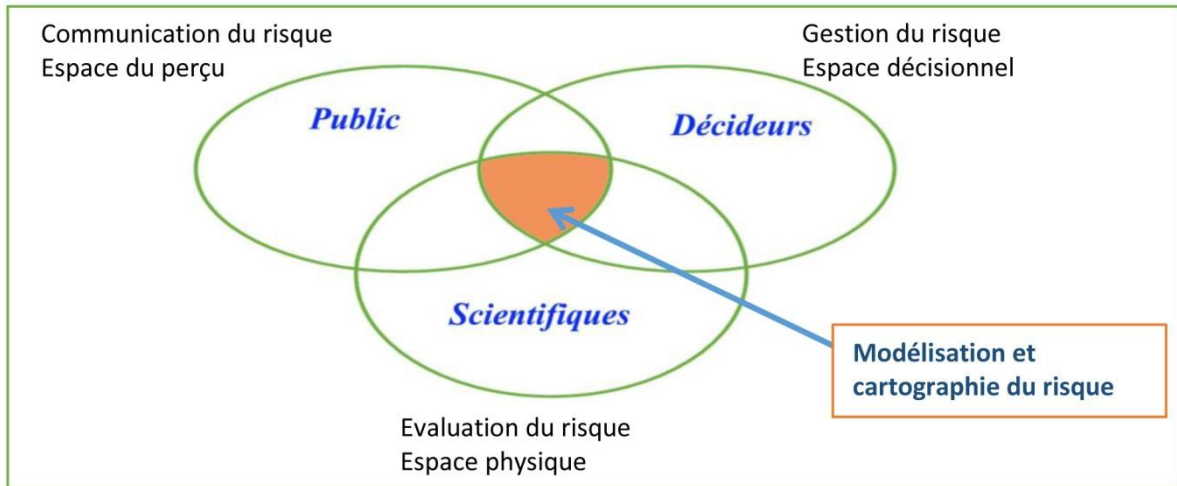 Communication du risque
Espace du perçu
Gestion du risque
Espace décisionnel
Public
Décideurs
Scientifiques
Modélisation et
cartographie du risque
Evaluation du risque
Espace physique